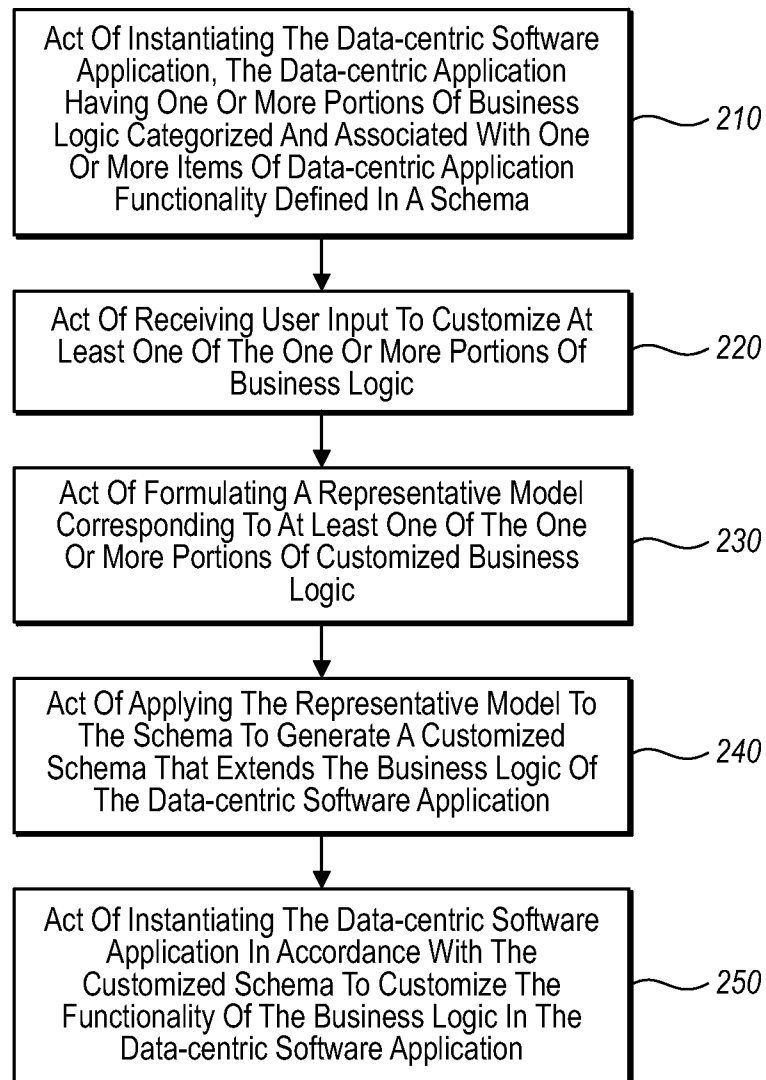 Act Of Instantiating The Data-centric Software
Application, The Data-centric Application
Having One Or More Portions Of Business
Logic Categorized And Associated With One
Or More Items Of Data-centric Application
Functionality Defined In A Schema
210
Act Of Receiving User Input To Customize At
Least One Of The One Or More Portions Of
Business Logic
220
Act Of Formulating A Representative Model
Corresponding To At Least One Of The One
Or More Portions Of Customized Business
Logic
230
Act Of Applying The Representative Model To
The Schema To Generate A Customized
Schema That Extends The Business Logic Of
The Data-centric Software Application
240
Act Of Instantiating The Data-centric Software
Application In Accordance With The
Customized Schema To Customize The
Functionality Of The Business Logic In The
Data-centric Software Application
250